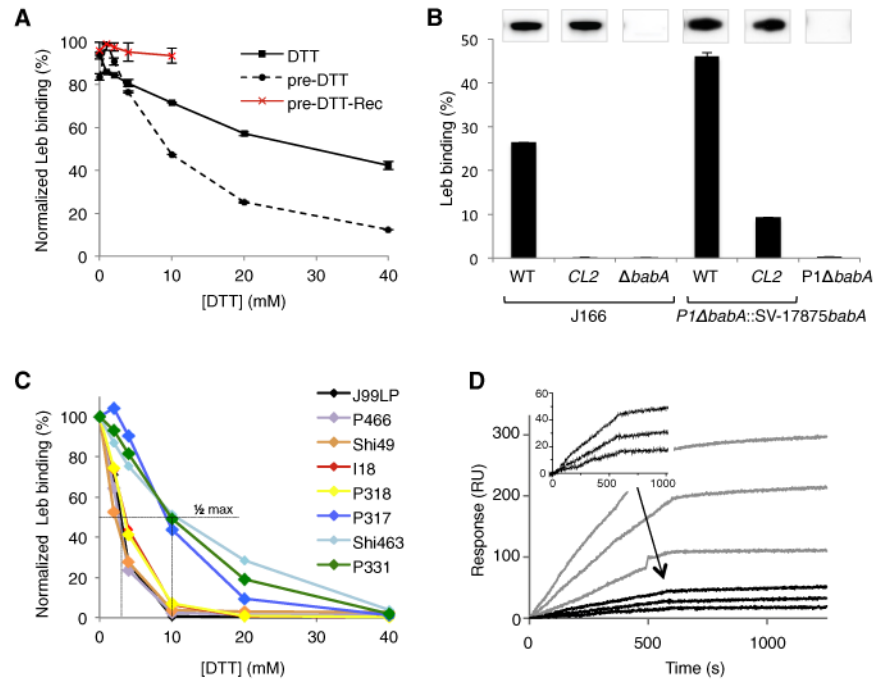 A
Normalized Leb binding (%)
100
80
60
40
20
0
0
10
20
30
40
[DTT] (mM)
DTT
pre-DTT
pre-DTT-Rec
B
Leb binding (%)
50
40
30
20
10
0
WT
CL2
ΔbabA
WT
CL2
P1ΔbabA
J166
P1ΔbabA::SV-17875babA
C
Normalized Leb binding (%)
100
80
60
40
20
0
0
10
20
30
40
[DTT] (mM)
½ max
J99LP
P466
Shi49
I18
P318
P317
Shi463
P331
D
Response (RU)
300
200
100
0
0
500
1000
Time (s)
60
40
20
0
0
500
1000